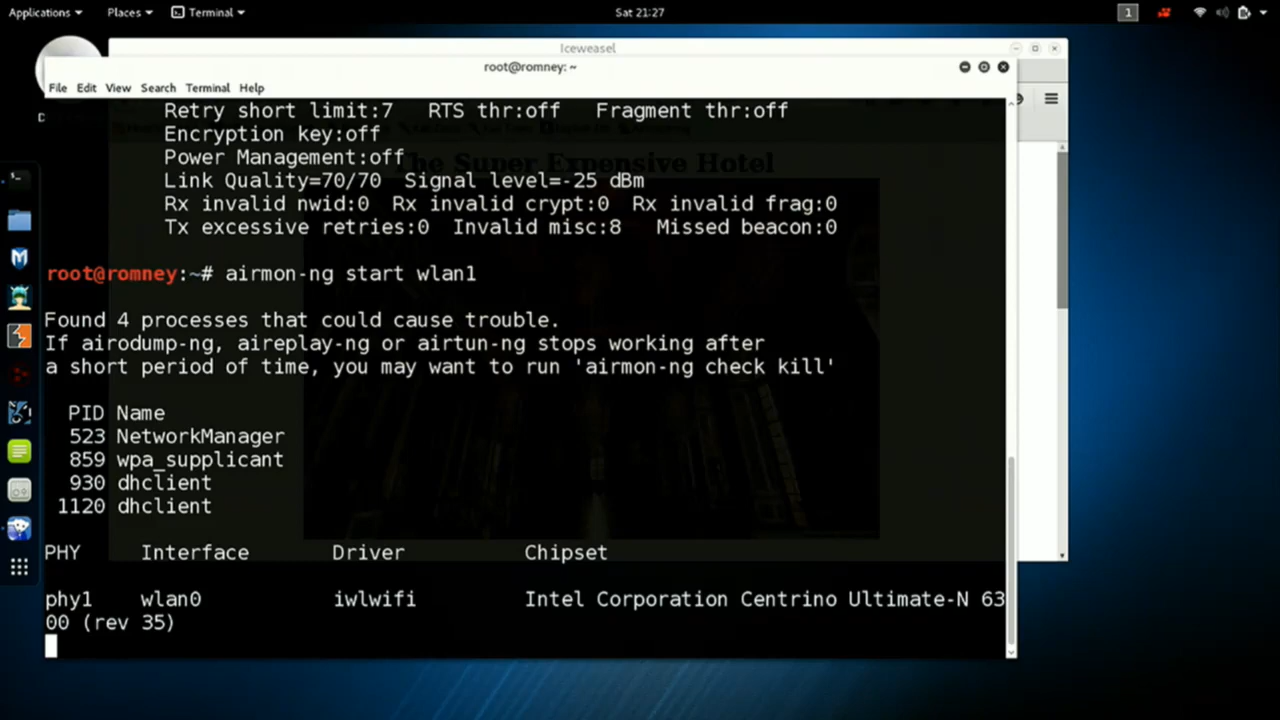 Applications Places Terminal Sat 21:27 1
Iceweasel
root@romney: ~
File Edit View Search Terminal Help
Retry short limit:7 RTS thr:off Fragment thr:off
Encryption key:off
Power Management:off
The Super Expensive Hotel
Link Quality=70/70 Signal level=-25 dBm
Rx invalid nwid:0 Rx invalid crypt:0 Rx invalid frag:0
Tx excessive retries:0 Invalid misc:8 Missed beacon:0
root@romney:~# airmon-ng start wlan1
Found 4 processes that could cause trouble.
If airodump-ng, aireplay-ng or airtun-ng stops working after
a short period of time, you may want to run 'airmon-ng check kill'
PID Name
523 NetworkManager
859 wpa_supplicant
930 dhclient
1120 dhclient
PHY Interface Driver Chipset
phy1 wlan0 iwlwifi Intel Corporation Centrino Ultimate-N 63
00 (rev 35)